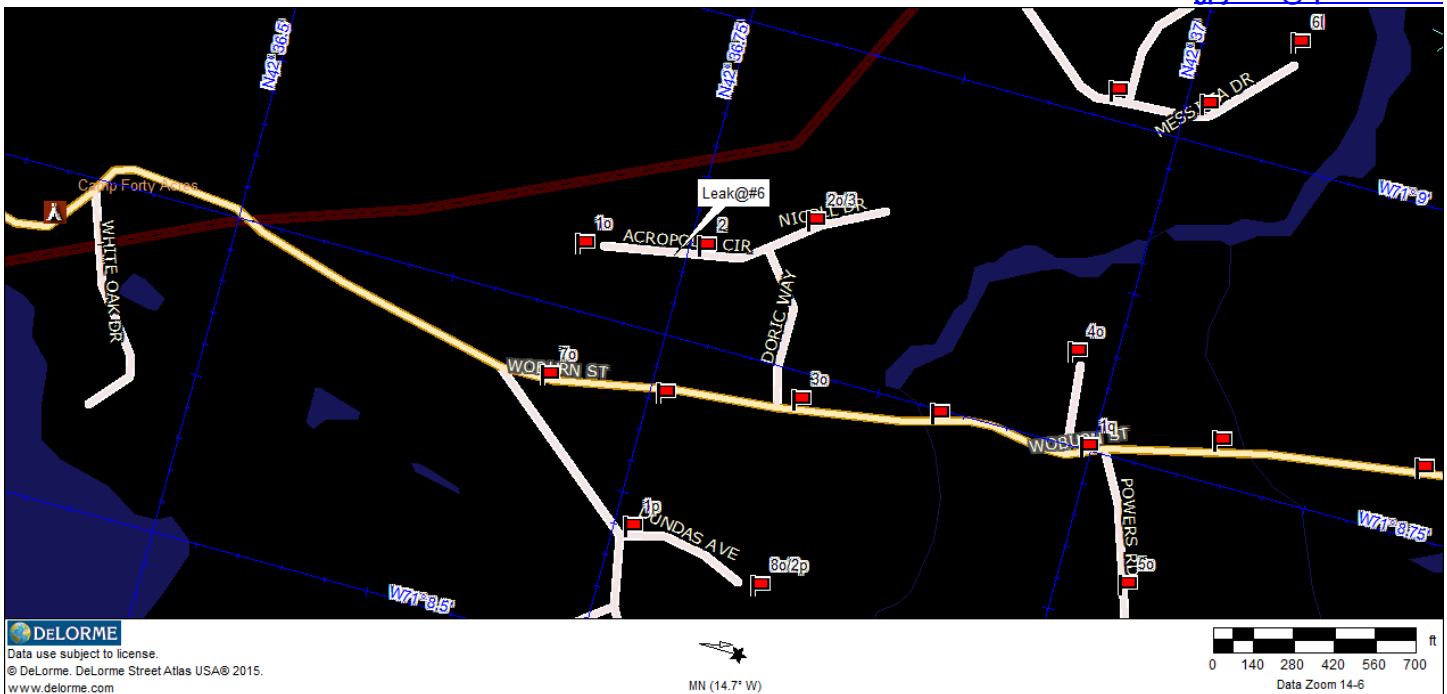 6l
N42° 36.5'
N42° 36.75'
N42° 37'
MESSINA DR
Camp Forty Acres
W71° 9'
Leak@#6
2o/3
NICOLL DR
1o
ACROPOLIS CIR
2
WHITE OAK DR
DORIC WAY
4o
7o
WOBURN ST
3o
1q
WOBURN ST
POWERS RD
1p
DUNDAS AVE
W71° 8.75'
8o/2p
5o
W71° 8.5'
DELORME
Data use subject to license.
© DeLorme. DeLorme Street Atlas USA® 2015.
www.delorme.com
MN (14.7° W)
ft
0 140 280 420 560 700
Data Zoom 14-6